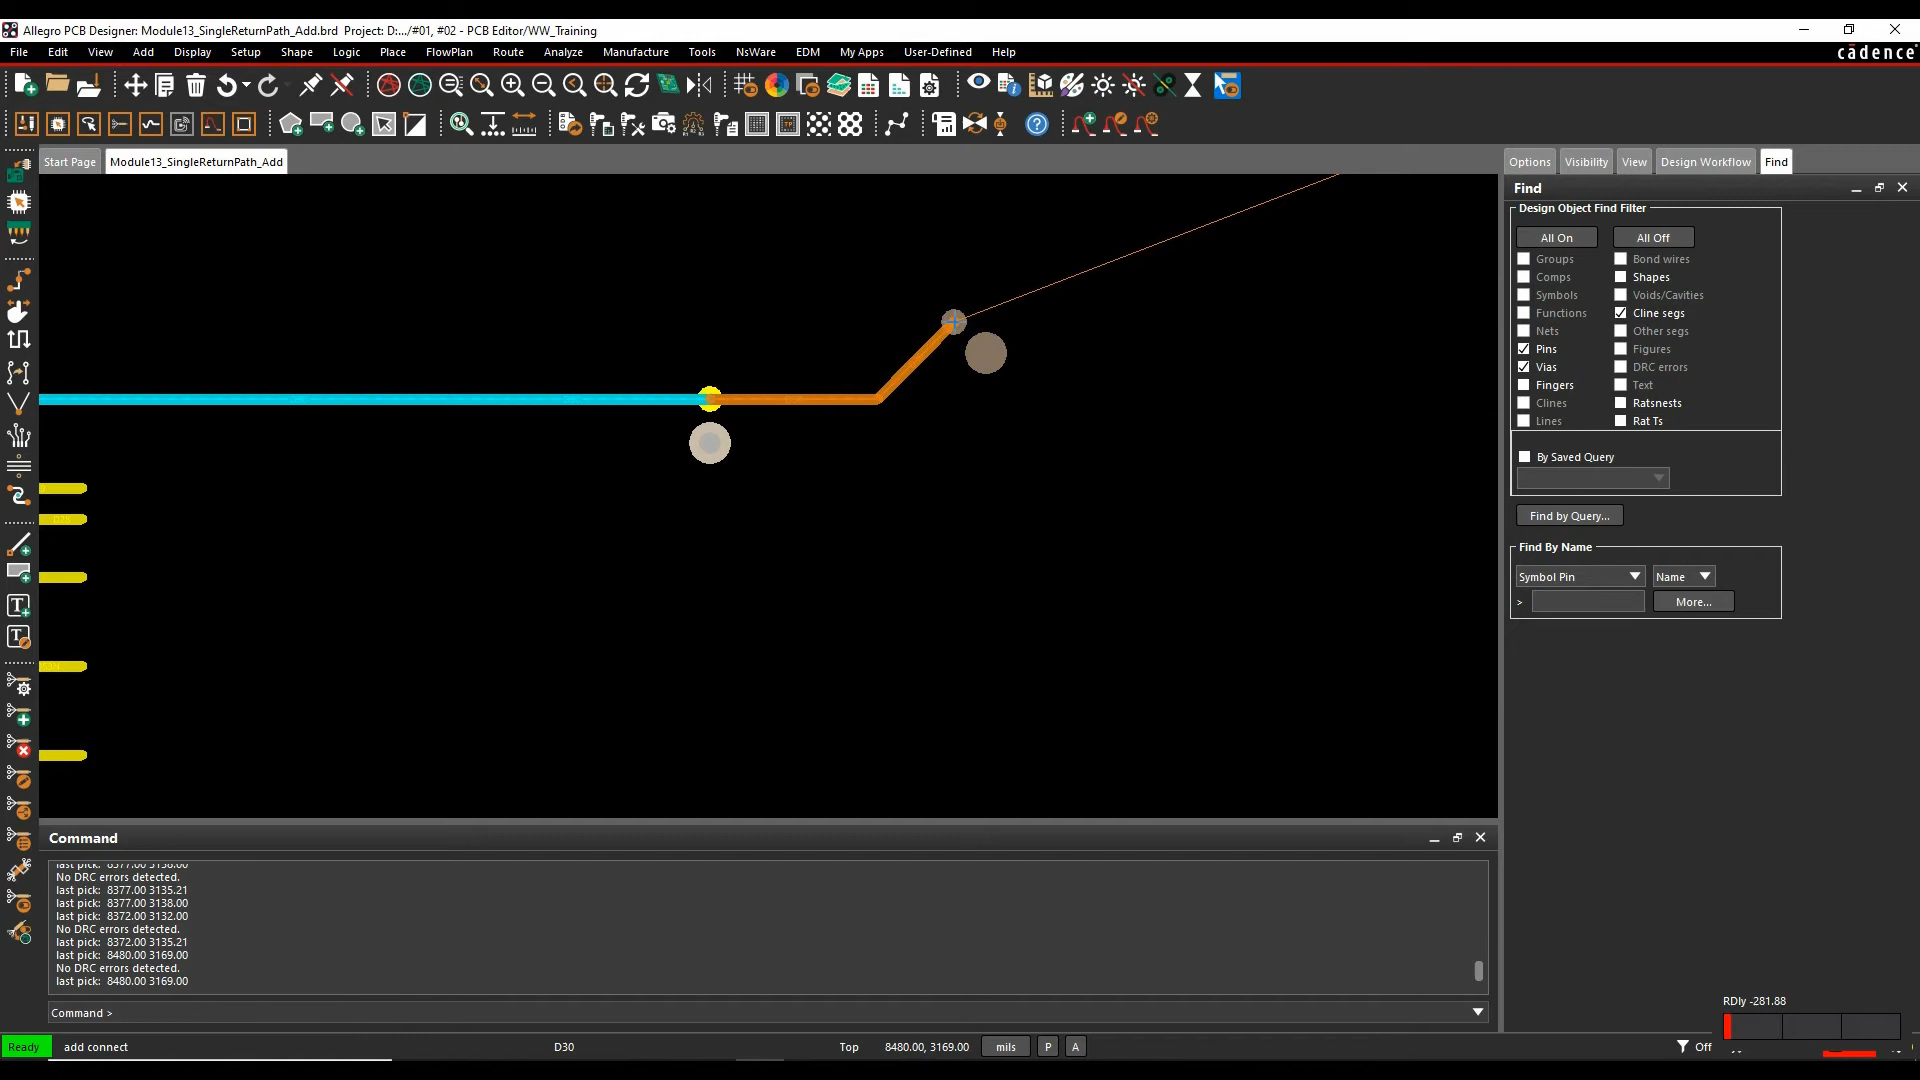 Allegro PCB Designer: Module13_SingleReturnPath_Add.brd  Project: D:.../#01, #02 - PCB Editor/WW_Training
File Edit View Add Display Setup Shape Logic Place FlowPlan Route Analyze Manufacture Tools NsWare EDM My Apps User-Defined Help
cādence
Start Page
Module13_SingleReturnPath_Add
Options Visibility View Design Workflow Find
Find
Design Object Find Filter
All On All Off
Groups Bond wires
Comps Shapes
Symbols Voids/Cavities
Functions Cline segs
Nets Other segs
Pins Figures
Vias DRC errors
Fingers Text
Clines Ratsnests
Lines Rat Ts
By Saved Query
Find by Query...
Find By Name
Symbol Pin Name
> More...
Command
last pick:  8377.00 3138.00
No DRC errors detected.
last pick:  8377.00 3135.21
last pick:  8377.00 3138.00
last pick:  8372.00 3132.00
No DRC errors detected.
last pick:  8372.00 3135.21
last pick:  8480.00 3169.00
No DRC errors detected.
last pick:  8480.00 3169.00
Command >
RDly -281.88
Ready add connect D30 Top 8480.00, 3169.00 mils P A Off